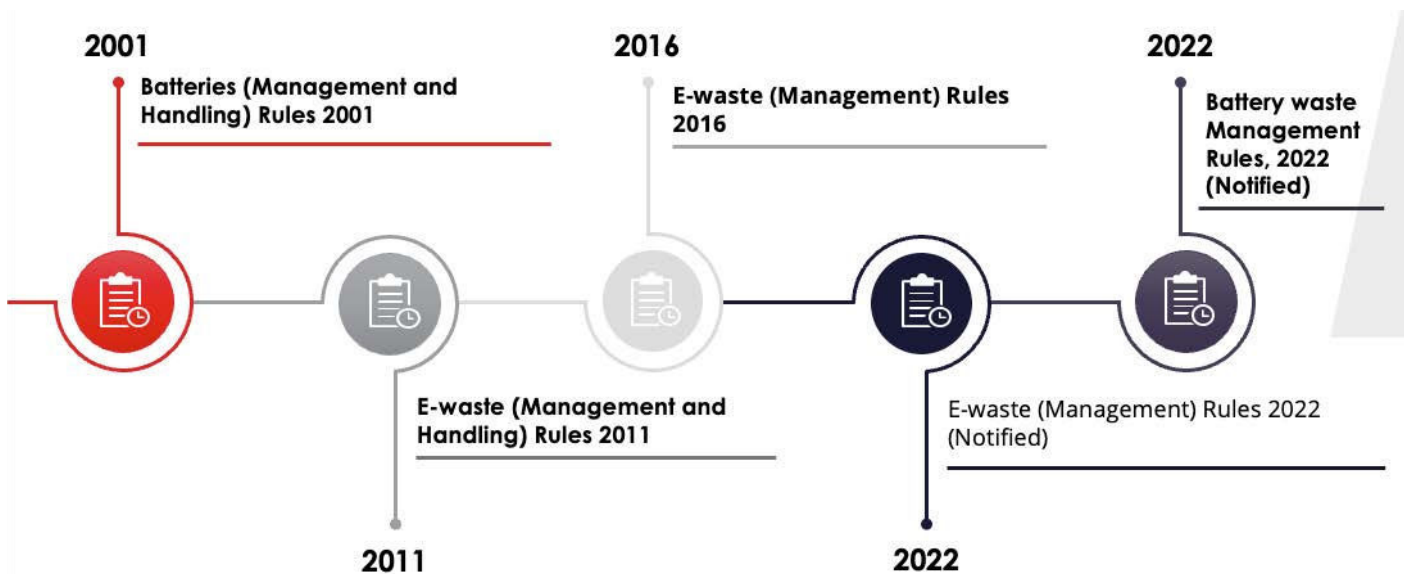 2001
Batteries (Management and
Handling) Rules 2001
2011
E-waste (Management and
Handling) Rules 2011
2016
E-waste (Management) Rules
2016
2022
E-waste (Management) Rules 2022
(Notified)
2022
Battery waste
Management
Rules, 2022
(Notified)